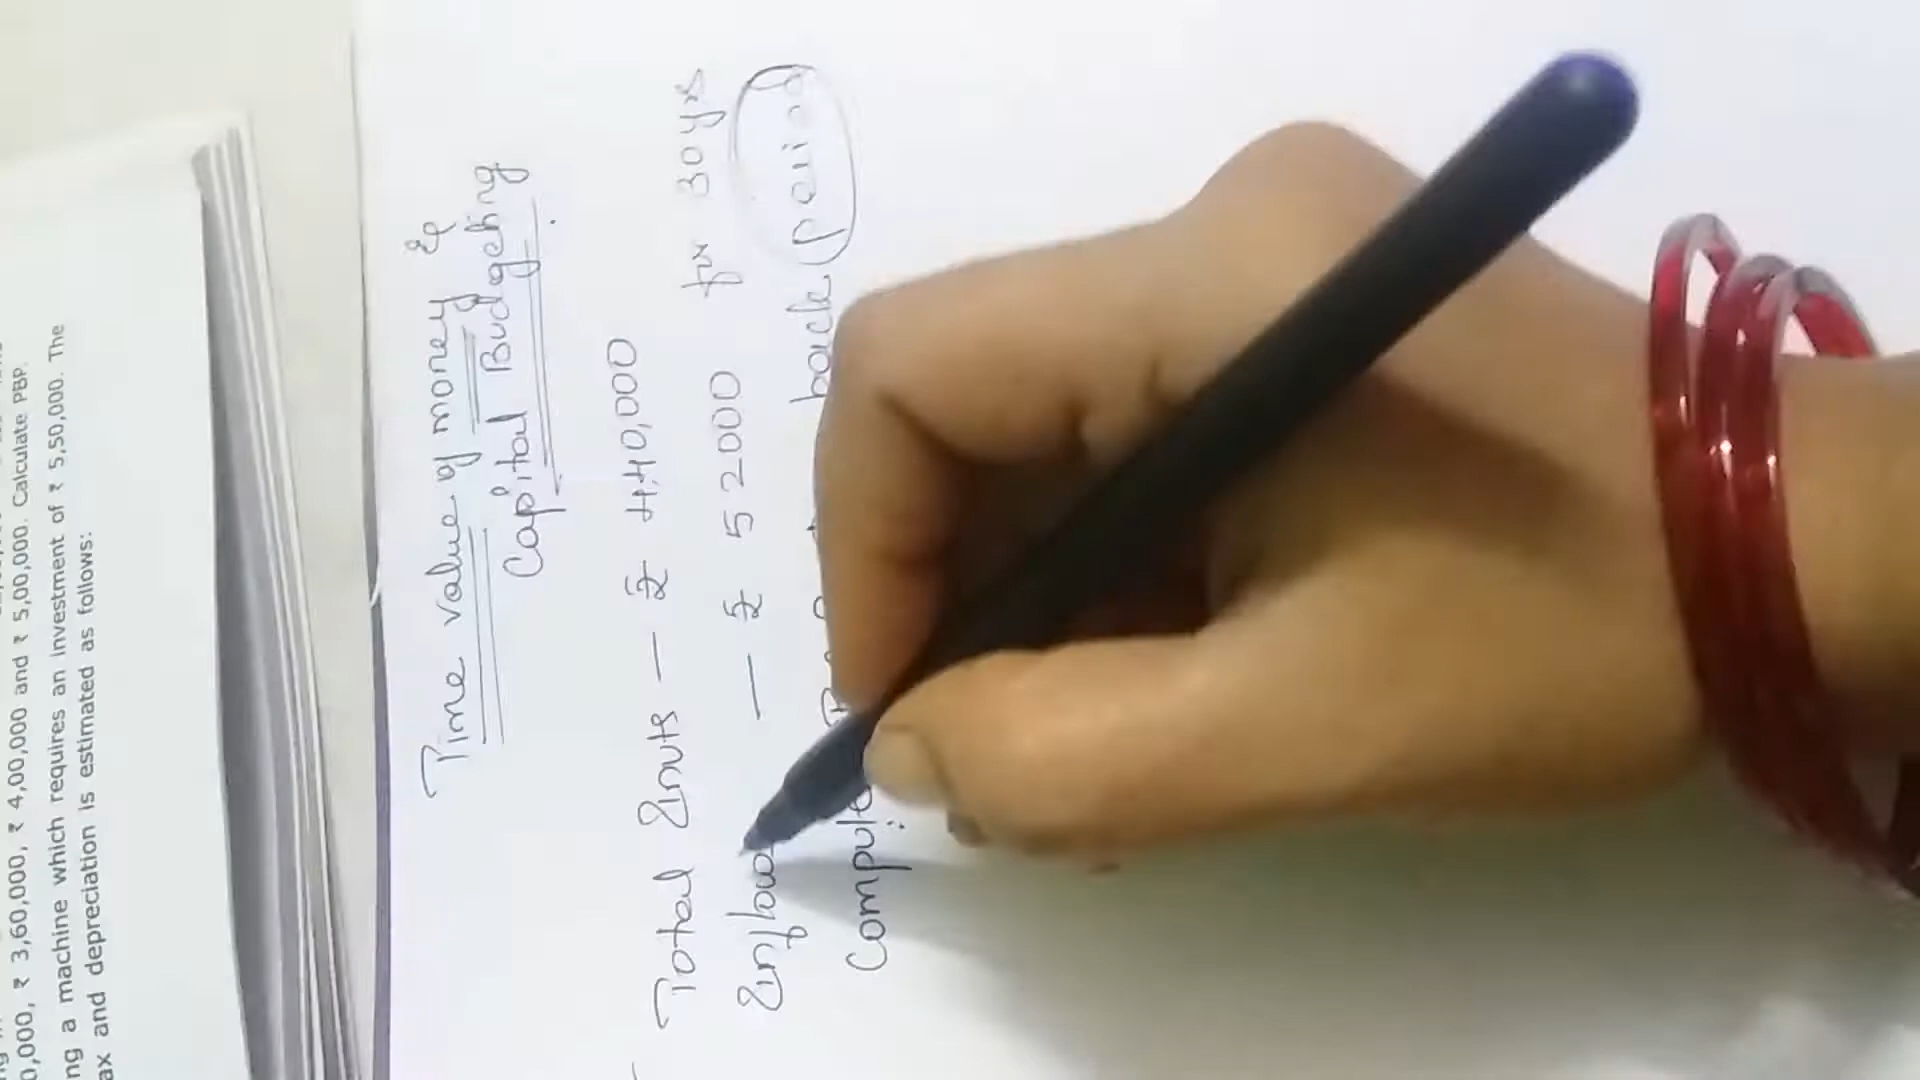 0,000, ₹ 3,60,000, ₹ 4,00,000 and ₹ 5,00,000. Calculate PBP.
ng a machine which requires an investment of ₹ 5,50,000. The
ax and depreciation is estimated as follows:
Time value of money &
Capital Budgeting
Total Invts - ₹ 4,40,000
Inflow - ₹ 52000 for 30 yrs
Compute back period